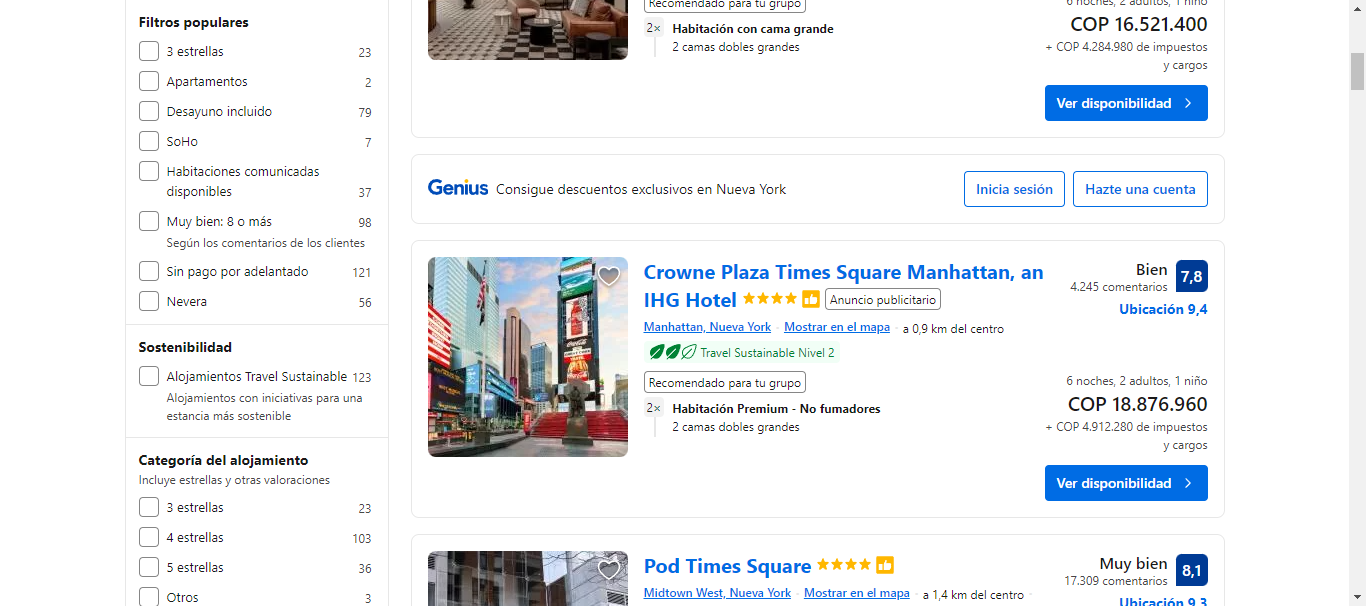 Filtros populares
3 estrellas 23
Apartamentos 2
Desayuno incluido 79
SoHo 7
Habitaciones comunicadas
disponibles 37
Muy bien: 8 o más 98
Según los comentarios de los clientes
Sin pago por adelantado 121
Nevera 56
Sostenibilidad
Alojamientos Travel Sustainable 123
Alojamientos con iniciativas para una
estancia más sostenible
Categoría del alojamiento
Incluye estrellas y otras valoraciones
3 estrellas 23
4 estrellas 103
5 estrellas 36
Otros 3
Recomendado para tu grupo
2× Habitación con cama grande
2 camas dobles grandes
6 noches, 2 adultos, 1 niño
COP 16.521.400
+ COP 4.284.980 de impuestos
y cargos
Ver disponibilidad
Genius Consigue descuentos exclusivos en Nueva York
Inicia sesión Hazte una cuenta
Crowne Plaza Times Square Manhattan, an
IHG Hotel Anuncio publicitario
Bien 7,8
4.245 comentarios
Ubicación 9,4
Manhattan, Nueva York · Mostrar en el mapa · a 0,9 km del centro
Travel Sustainable Nivel 2
Recomendado para tu grupo
2× Habitación Premium - No fumadores
2 camas dobles grandes
6 noches, 2 adultos, 1 niño
COP 18.876.960
+ COP 4.912.280 de impuestos
y cargos
Ver disponibilidad
Pod Times Square
Muy bien 8,1
17.309 comentarios
Ubicación 9,3
Midtown West, Nueva York · Mostrar en el mapa · a 1,4 km del centro ·